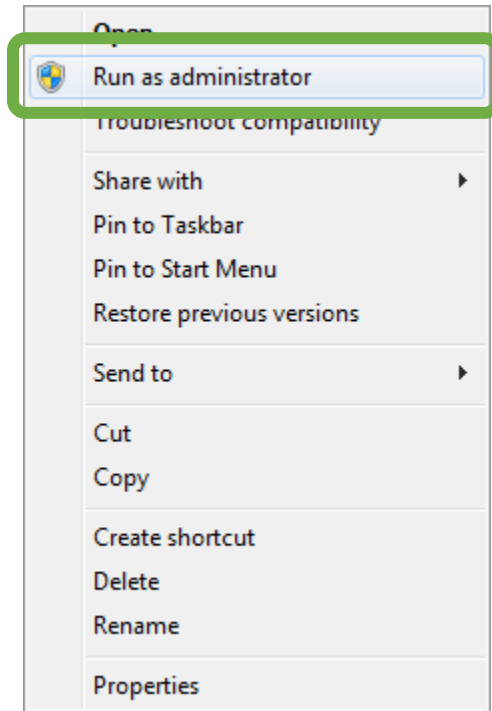 Open
Run as administrator
Troubleshoot compatibility
Share with
Pin to Taskbar
Pin to Start Menu
Restore previous versions
Send to
Cut
Copy
Create shortcut
Delete
Rename
Properties